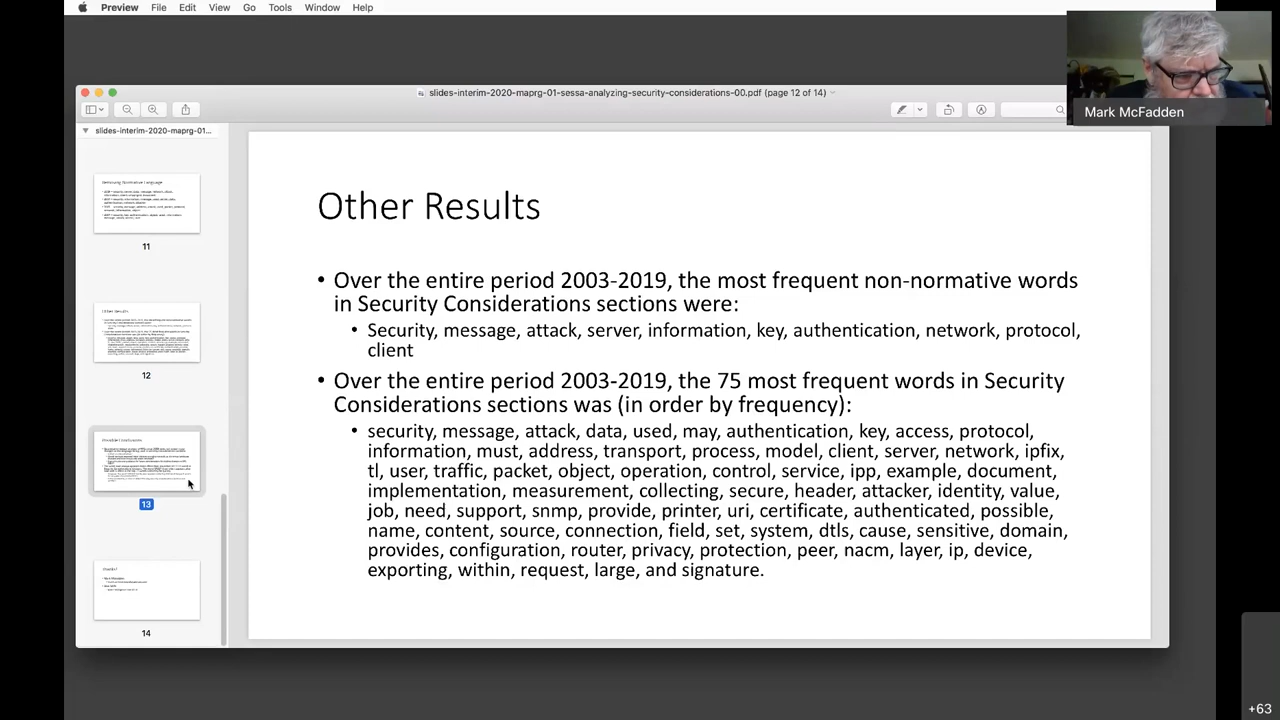 Preview File Edit View Go Tools Window Help
Mark McFadden
slides-interim-2020-maprg-01-sessa-analyzing-security-considerations-00.pdf (page 12 of 14)
slides-interim-2020-maprg-01...
11
12
13
14
Other Results
• Over the entire period 2003-2019, the most frequent non-normative words
in Security Considerations sections were:
• Security, message, attack, server, information, key, authentication, network, protocol,
client
• Over the entire period 2003-2019, the 75 most frequent words in Security
Considerations sections was (in order by frequency):
• security, message, attack, data, used, may, authentication, key, access, protocol,
information, must, address, transport, process, model, client, server, network, ipfix,
tl, user, traffic, packet, object, operation, control, service, ipp, example, document,
implementation, measurement, collecting, secure, header, attacker, identity, value,
job, need, support, snmp, provide, printer, uri, certificate, authenticated, possible,
name, content, source, connection, field, set, system, dtls, cause, sensitive, domain,
provides, configuration, router, privacy, protection, peer, nacm, layer, ip, device,
exporting, within, request, large, and signature.
+63